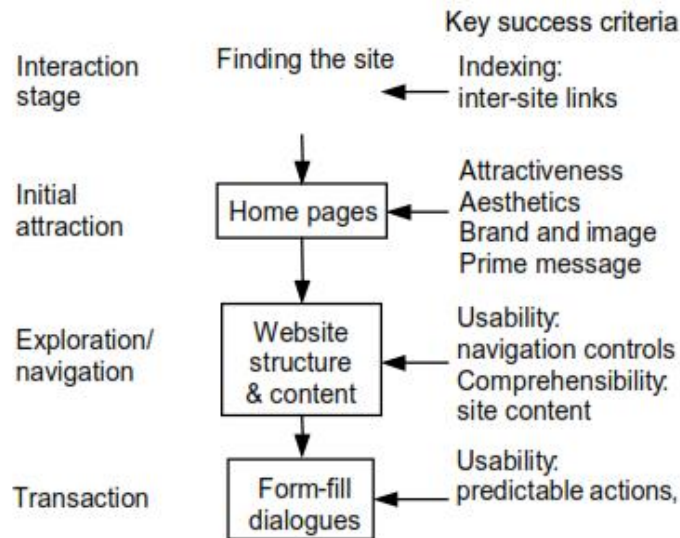 Key success criteria
Interaction
stage
Finding the site
Indexing:
inter-site links
Initial
attraction
Home pages
Attractiveness
Aesthetics
Brand and image
Prime message
Exploration/
navigation
Website
structure
& content
Usability:
navigation controls
Comprehensibility:
site content
Transaction
Form-fill
dialogues
Usability:
predictable actions,